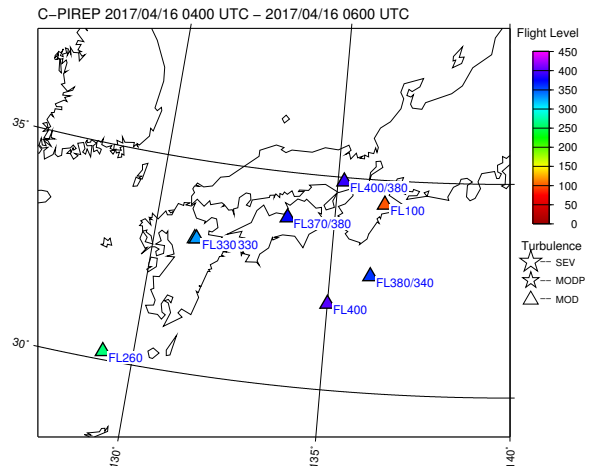 C−PIREP 2017/04/16 0400 UTC − 2017/04/16 0600 UTC
Flight Level
450
400
350
300
250
200
150
100
50
0
Turbulence
SEV
MODP
MOD
35°
30°
130°
135°
140°
FL400/380
FL100
FL370/380
FL330 330
FL380/340
FL400
FL260